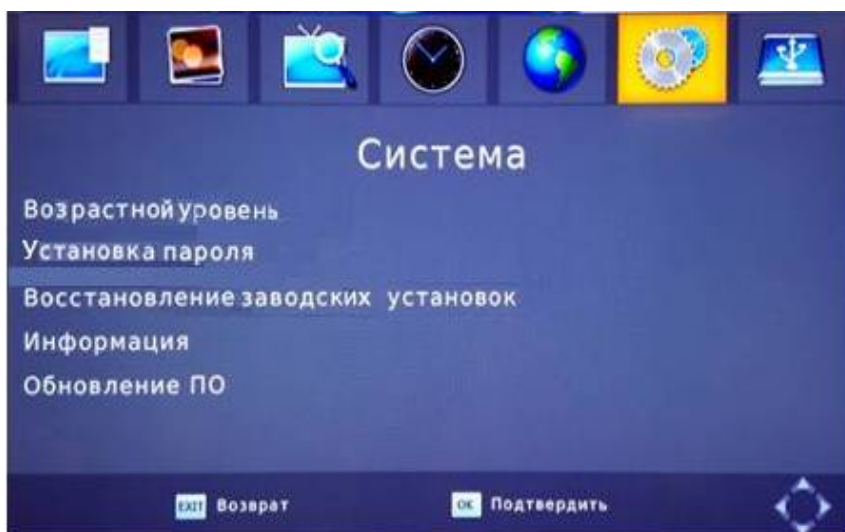 Система
Возрастной уровень
Установка пароля
Восстановление заводских установок
Информация
Обновление ПО
EXIT Возврат
OK Подтвердить